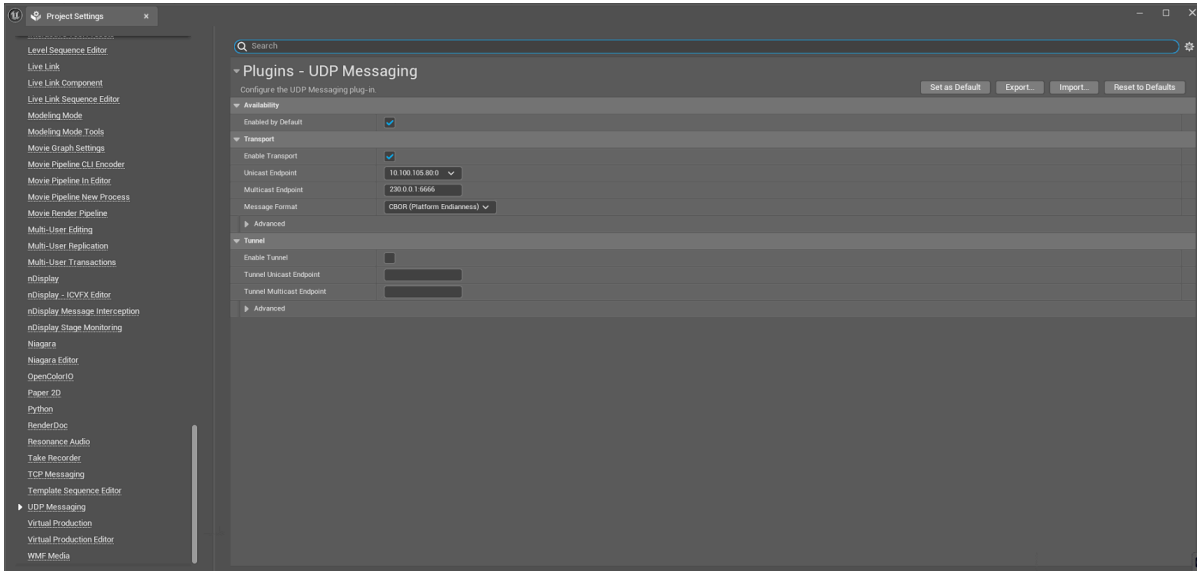 Project Settings
Level Sequence Editor
Live Link
Live Link Component
Live Link Sequence Editor
Modeling Mode
Modeling Mode Tools
Movie Graph Settings
Movie Pipeline CLI Encoder
Movie Pipeline In Editor
Movie Pipeline New Process
Movie Render Pipeline
Multi-User Editing
Multi-User Replication
Multi-User Transactions
nDisplay
nDisplay - ICVFX Editor
nDisplay Message Interception
nDisplay Stage Monitoring
Niagara
Niagara Editor
OpenColorIO
Paper 2D
Python
RenderDoc
Resonance Audio
Take Recorder
TCP Messaging
Template Sequence Editor
UDP Messaging
Virtual Production
Virtual Production Editor
WMF Media
Search
Plugins - UDP Messaging
Configure the UDP Messaging plug-in.
Set as Default Export... Import... Reset to Defaults
Availability
Enabled by Default
Transport
Enable Transport
Unicast Endpoint 10.100.105.80:0
Multicast Endpoint 230.0.0.1:6666
Message Format CBOR (Platform Endianness)
Advanced
Tunnel
Enable Tunnel
Tunnel Unicast Endpoint
Tunnel Multicast Endpoint
Advanced